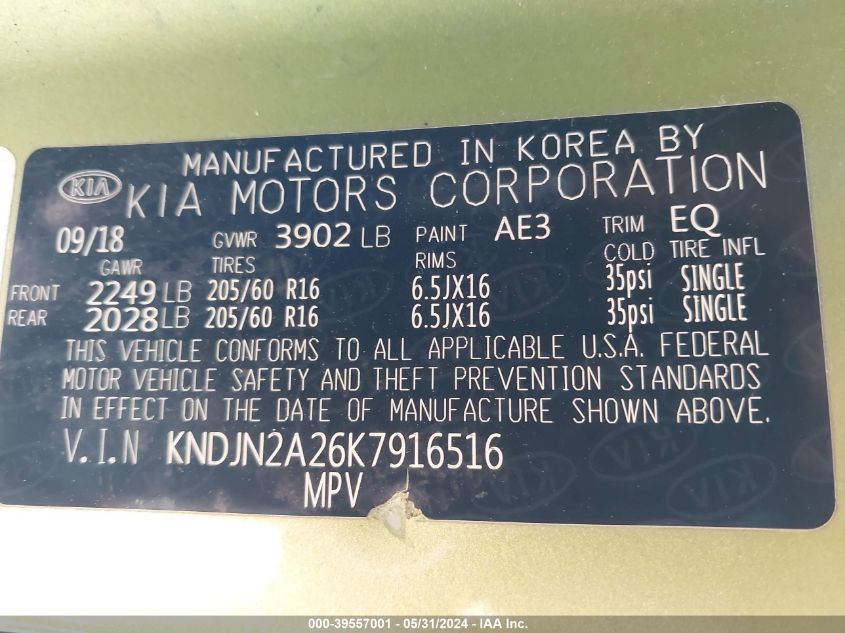 MANUFACTURED IN KOREA BY
KIA KIA MOTORS CORPORATION
09/18 GVWR 3902 LB PAINT AE3 TRIM EQ
GAWR TIRES RIMS COLD TIRE INFL
FRONT 2249 LB 205/60 R16 6.5JX16 35psi SINGLE
REAR 2028 LB 205/60 R16 6.5JX16 35psi SINGLE
THIS VEHICLE CONFORMS TO ALL APPLICABLE U.S.A. FEDERAL
MOTOR VEHICLE SAFETY AND THEFT PREVENTION STANDARDS
IN EFFECT ON THE DATE OF MANUFACTURE SHOWN ABOVE.
V.I.N KNDJN2A26K7916516
MPV
000-39557001 - 05/31/2024 - IAA Inc.